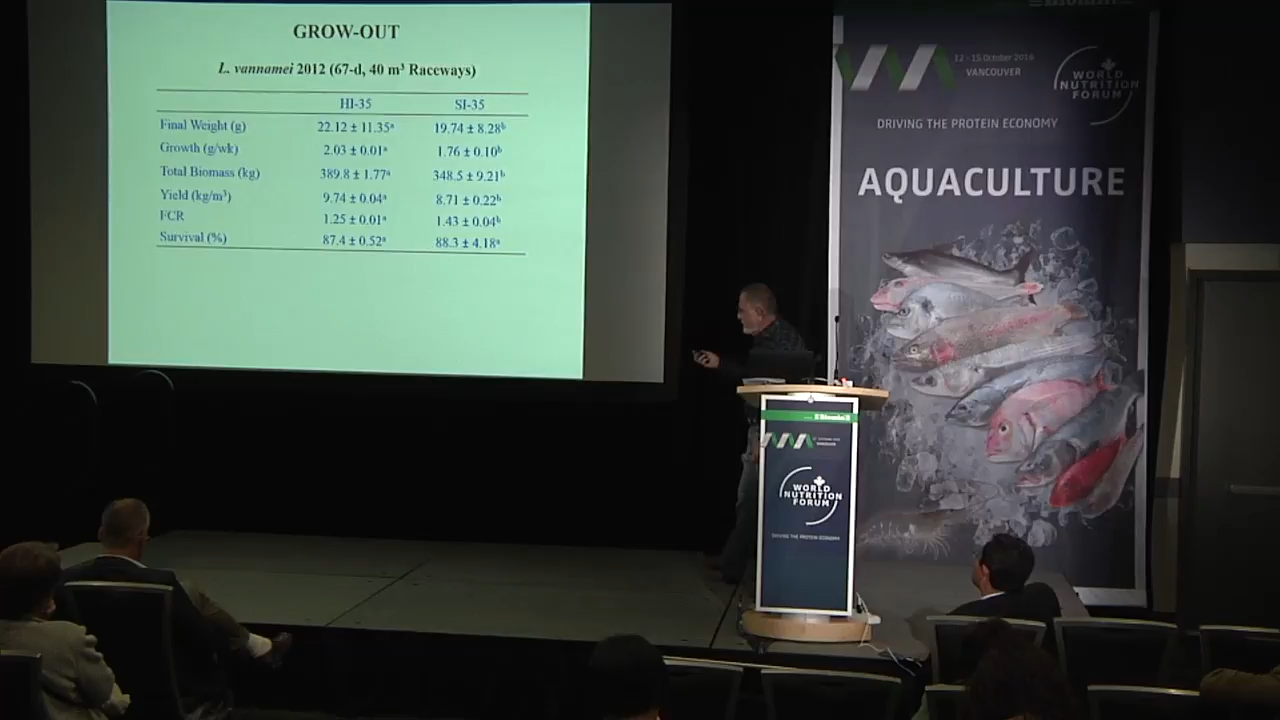 GROW-OUT
L. vannamei 2012 (67-d, 40 m³ Raceways)
HI-35 SI-35
Final Weight (g) 22.12 ± 11.35ᵃ 19.74 ± 8.28ᵇ
Growth (g/wk) 2.03 ± 0.01ᵃ 1.76 ± 0.10ᵇ
Total Biomass (kg) 389.8 ± 1.77ᵃ 348.5 ± 9.21ᵇ
Yield (kg/m³) 9.74 ± 0.04ᵃ 8.71 ± 0.22ᵇ
FCR 1.25 ± 0.01ᵃ 1.43 ± 0.04ᵇ
Survival (%) 87.4 ± 0.52ᵃ 88.3 ± 4.18ᵃ
12 - 15 October 2016
VANCOUVER
WORLD
NUTRITION
FORUM
DRIVING THE PROTEIN ECONOMY
AQUACULTURE
WORLD
NUTRITION
FORUM
DRIVING THE PROTEIN ECONOMY